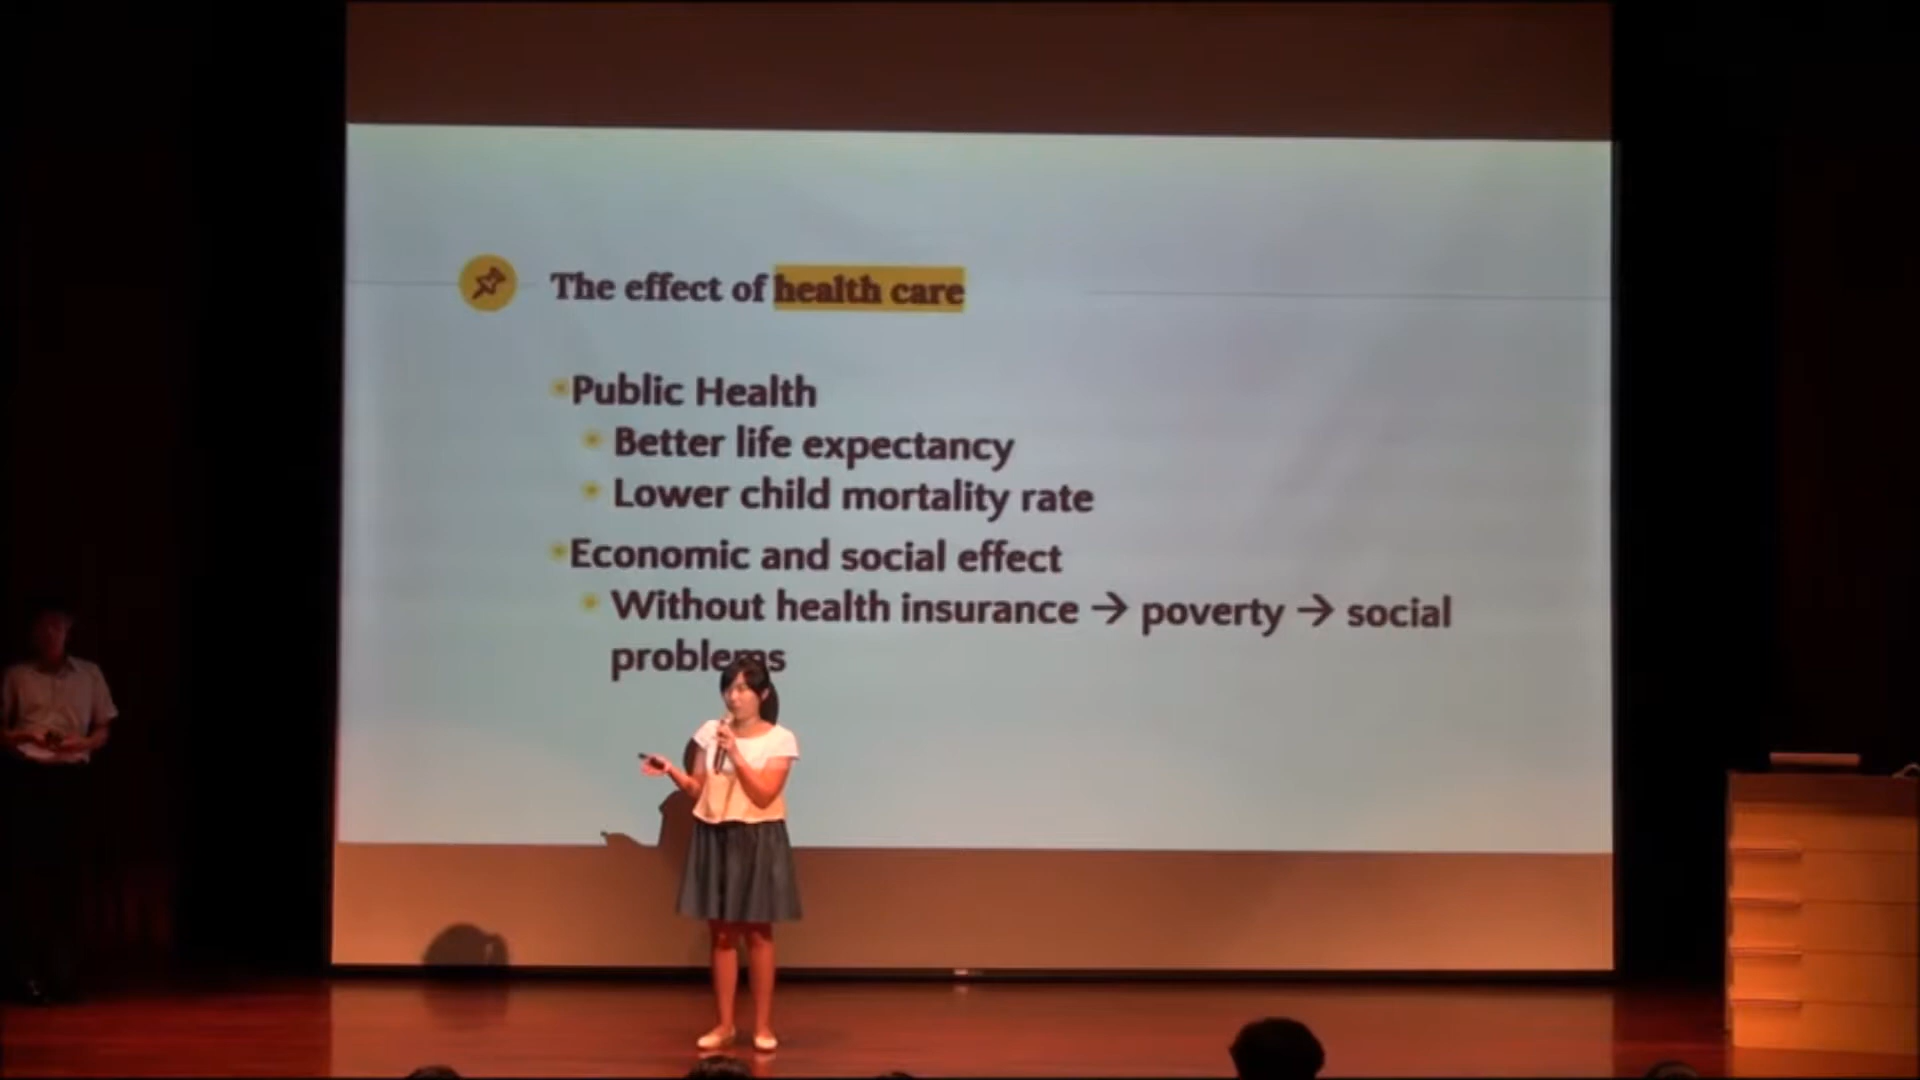 The effect of health care
Public Health
Better life expectancy
Lower child mortality rate
Economic and social effect
Without health insurance → poverty → social
problems